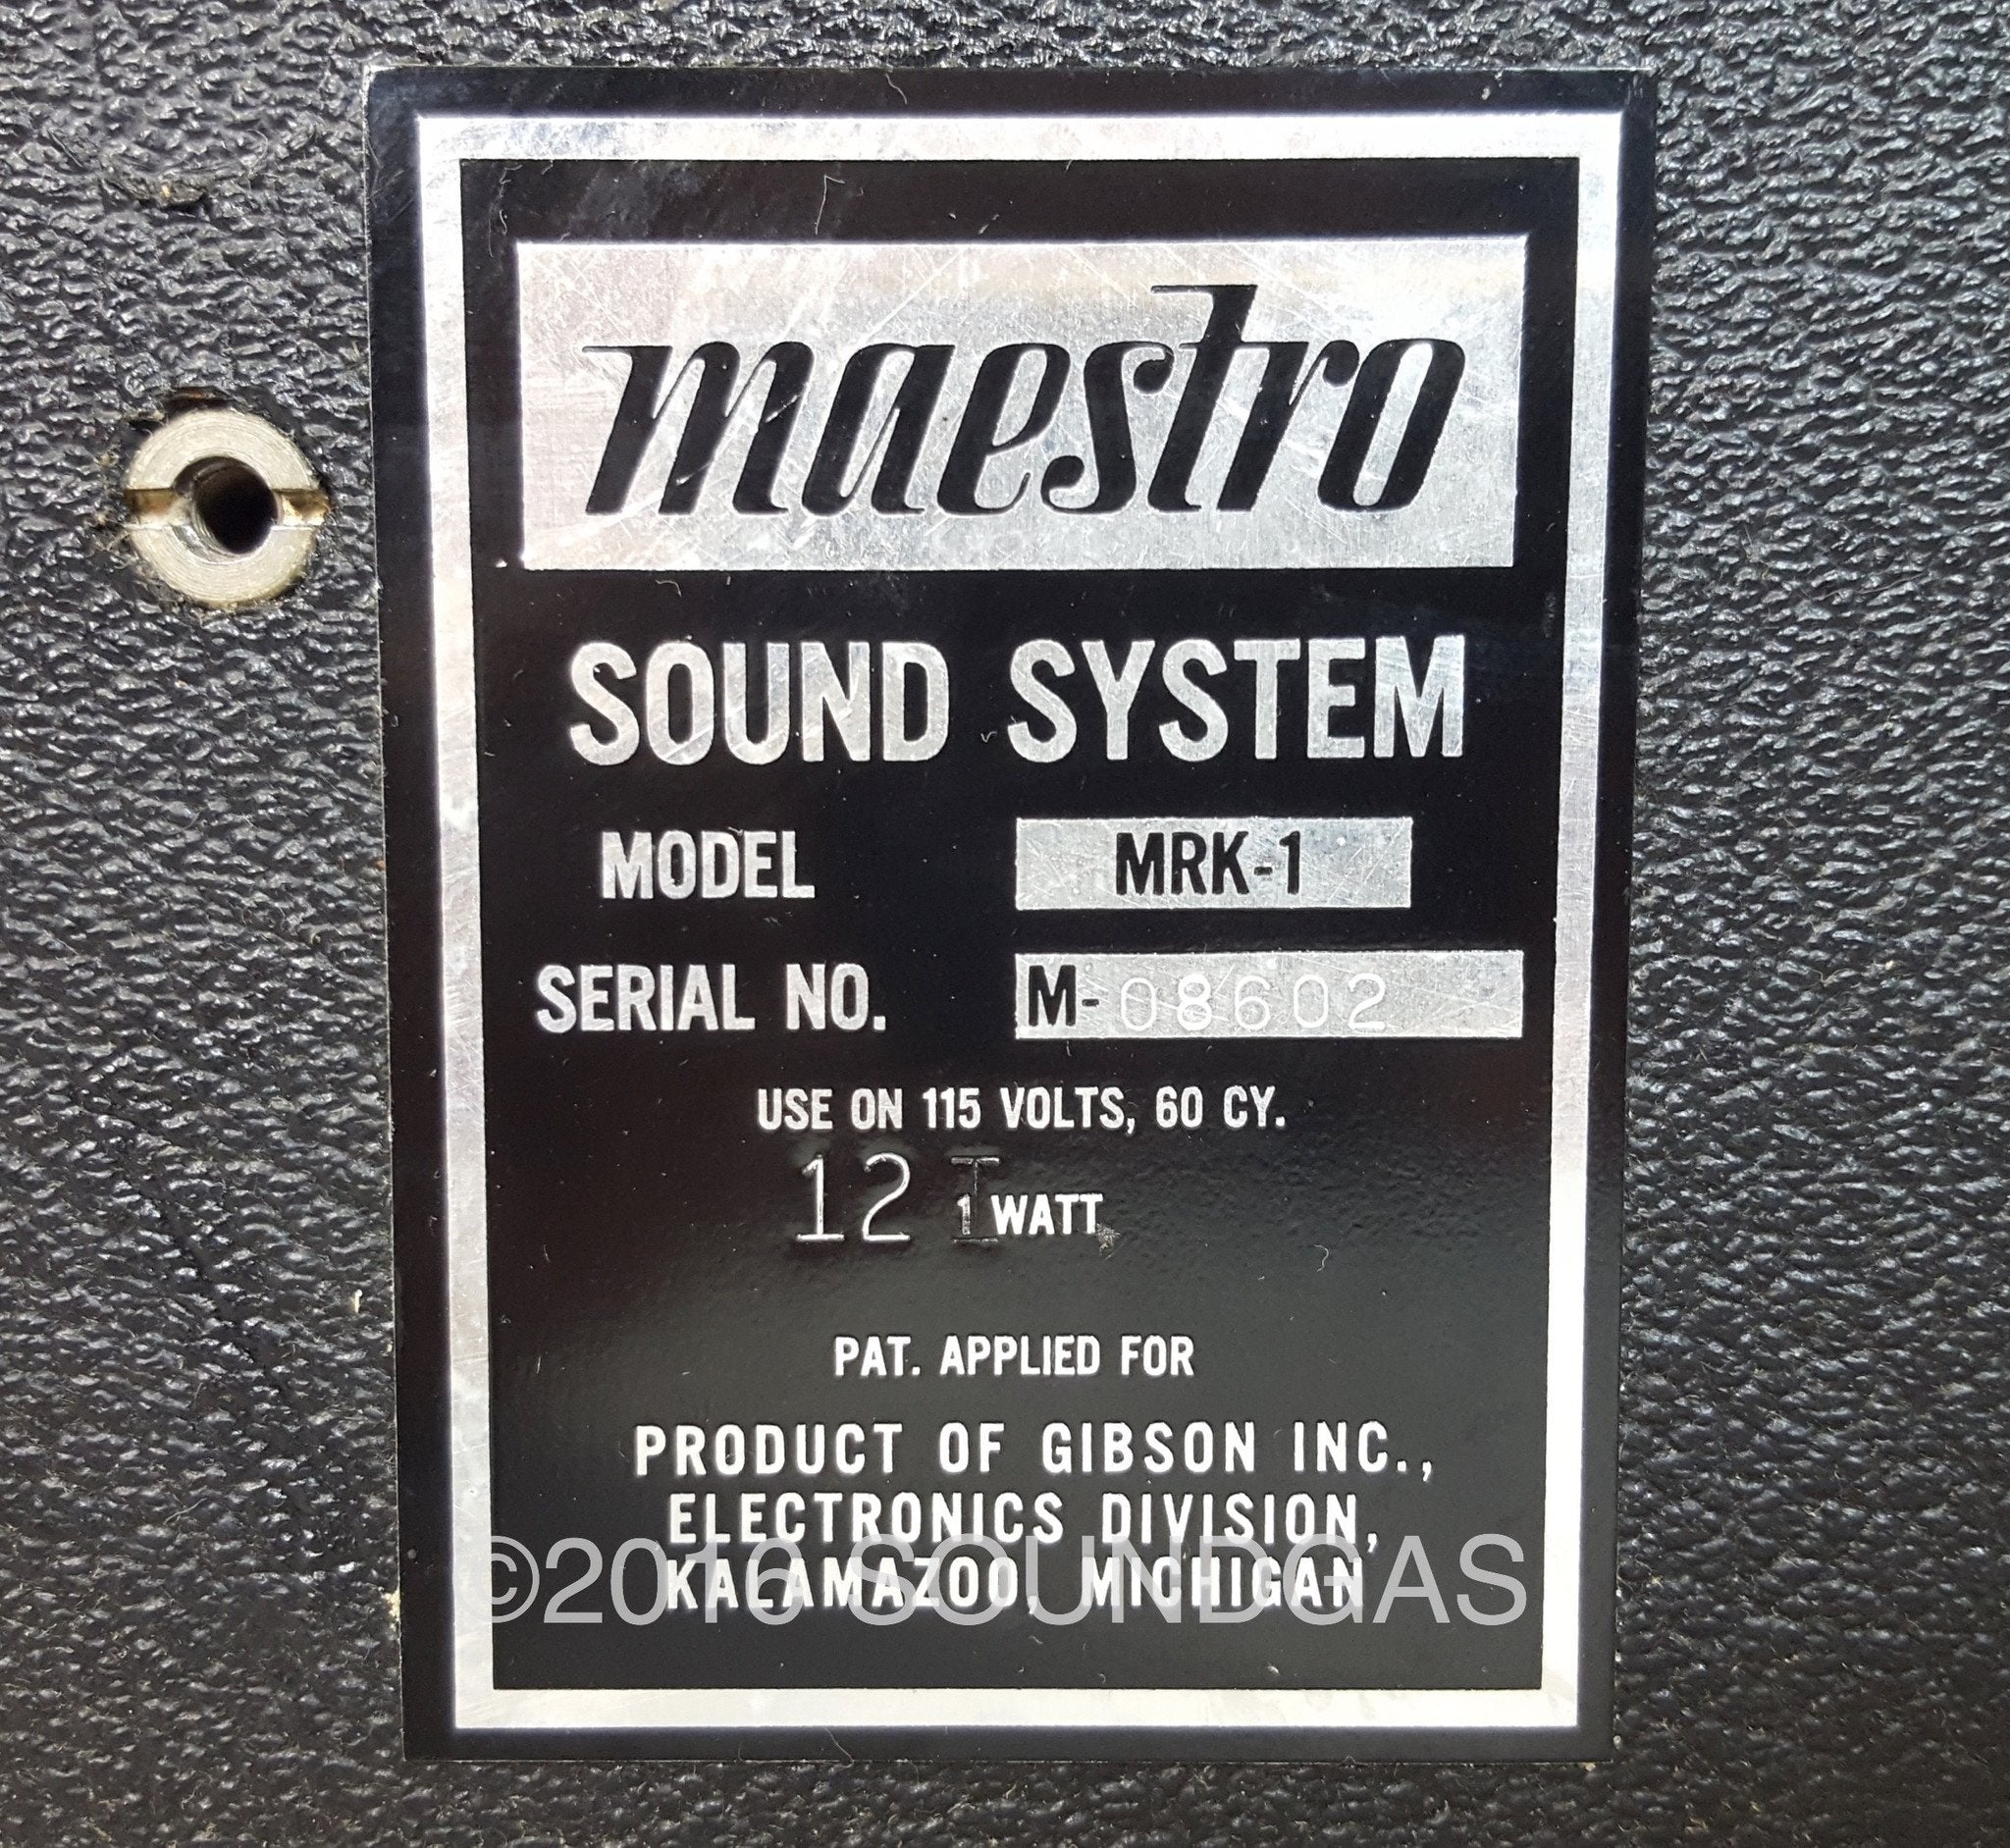 maestro
SOUND SYSTEM
MODEL MRK-1
SERIAL NO. M-08602
USE ON 115 VOLTS, 60 CY.
12 1 WATT
PAT. APPLIED FOR
PRODUCT OF GIBSON INC.,
ELECTRONICS DIVISION,
KALAMAZOO, MICHIGAN
©2016 SOUNDGAS